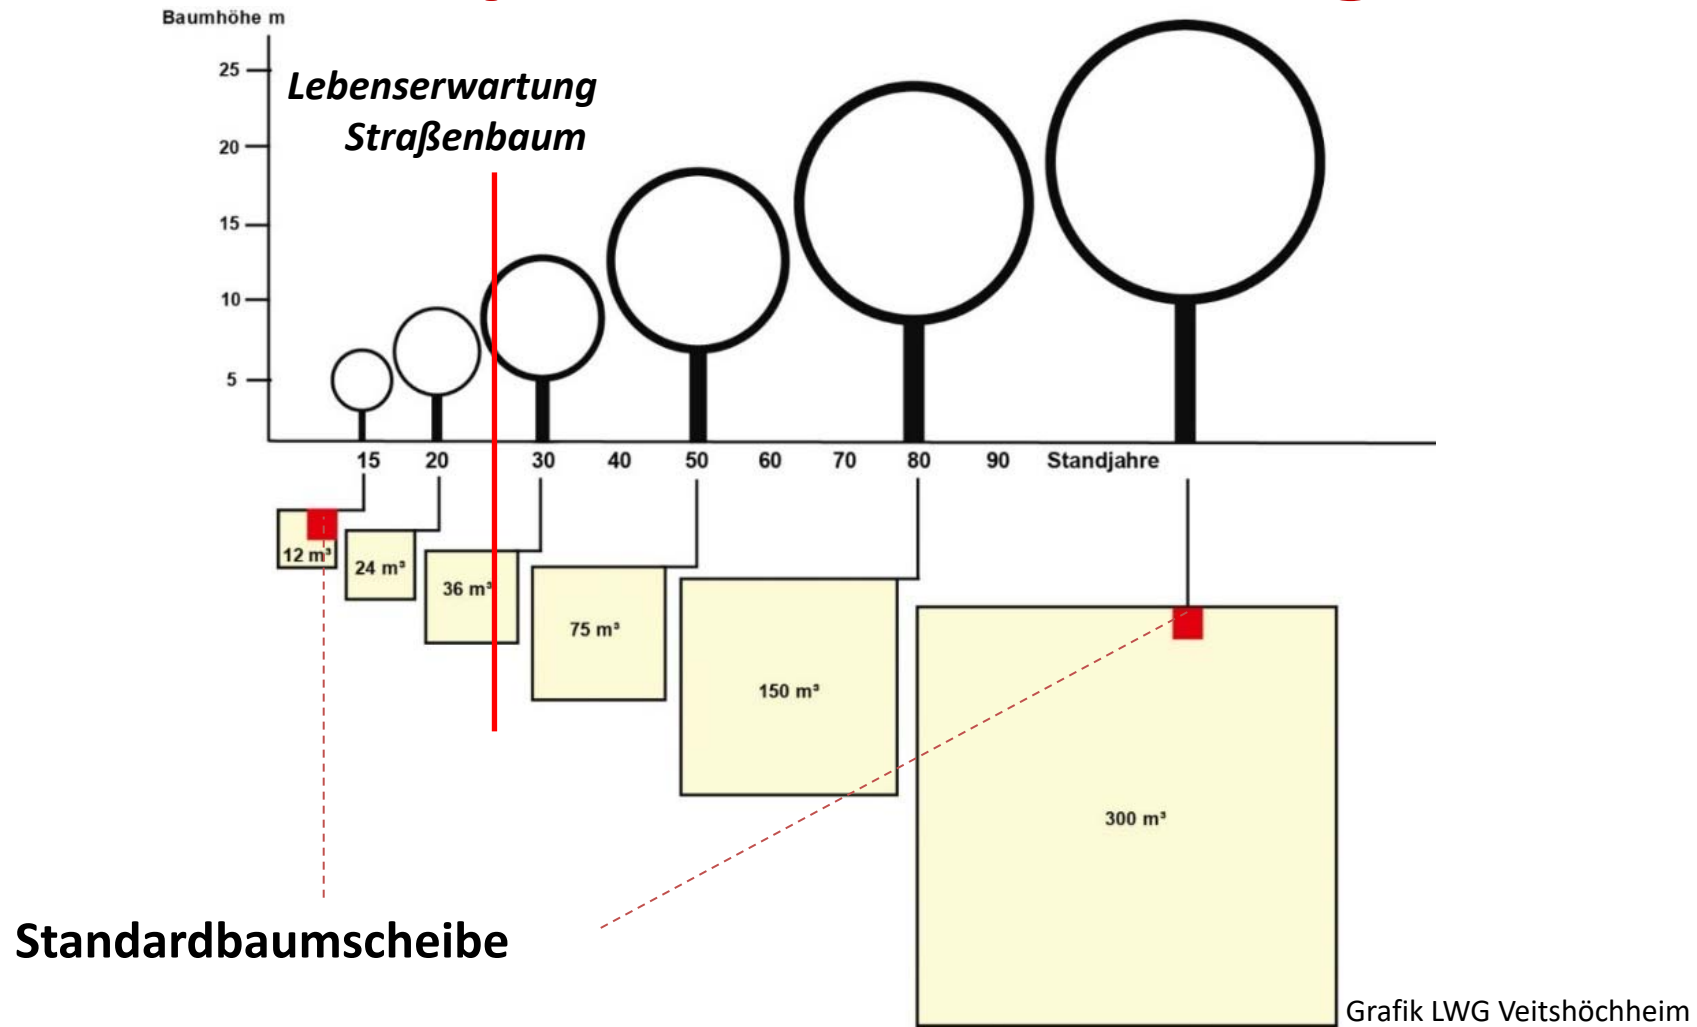 Baumhöhe m
25
20
15
10
5
Lebenserwartung
Straßenbaum
15 20 30 40 50 60 70 80 90 Standjahre
12 m³
24 m³
36 m³
75 m³
150 m³
300 m³
Standardbaumscheibe
Grafik LWG Veitshöchheim